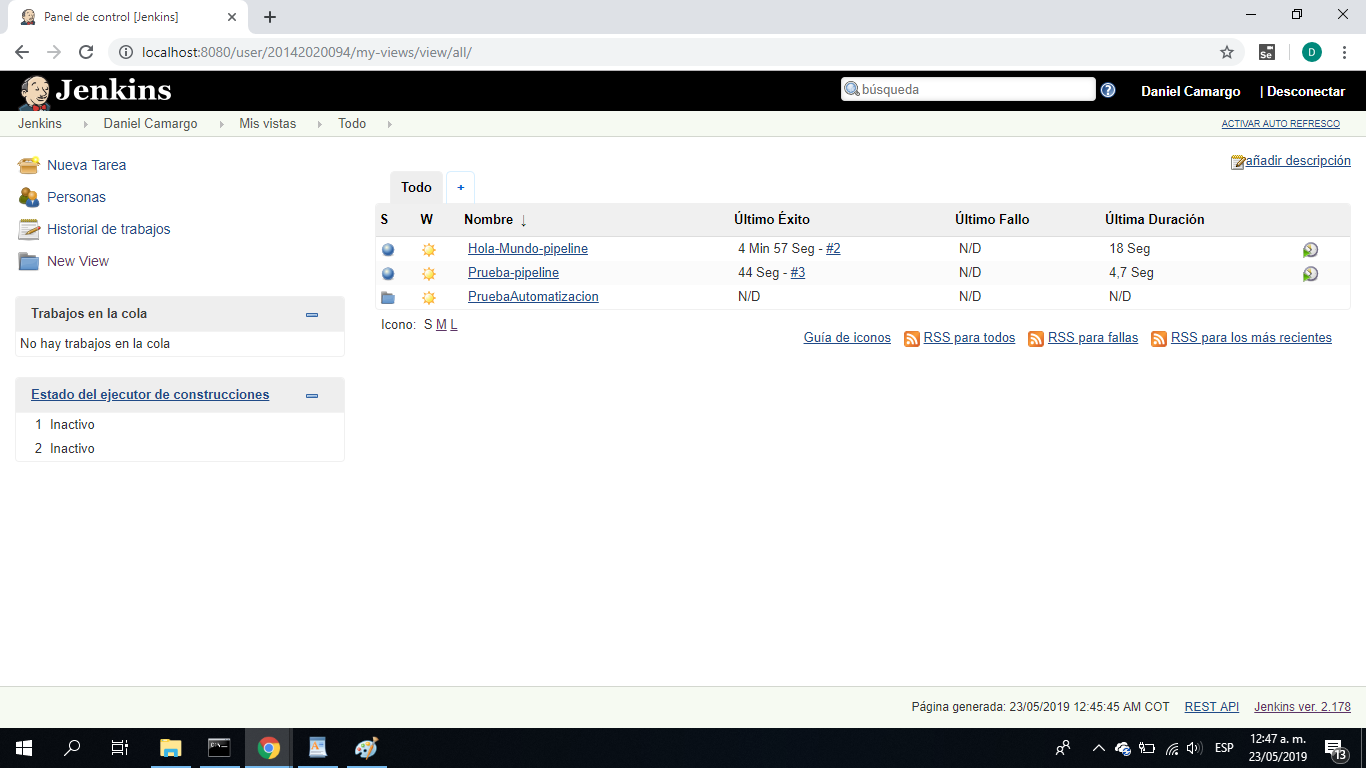 Panel de control [Jenkins]
localhost:8080/user/20142020094/my-views/view/all/
Se
D
Jenkins
búsqueda
?
Daniel Camargo
| Desconectar
Jenkins
Daniel Camargo
Mis vistas
Todo
ACTIVAR AUTO REFRESCO
Nueva Tarea
Personas
Historial de trabajos
New View
añadir descripción
Todo
+
S W Nombre ↓ Último Éxito Último Fallo Última Duración
Hola-Mundo-pipeline 4 Min 57 Seg - #2 N/D 18 Seg
Prueba-pipeline 44 Seg - #3 N/D 4,7 Seg
PruebaAutomatizacion N/D N/D N/D
Icono: S M L
Guía de iconos RSS para todos RSS para fallas RSS para los más recientes
Trabajos en la cola
No hay trabajos en la cola
Estado del ejecutor de construcciones
1 Inactivo
2 Inactivo
Página generada: 23/05/2019 12:45:45 AM COT REST API Jenkins ver. 2.178
ESP
12:47 a. m.
23/05/2019
13